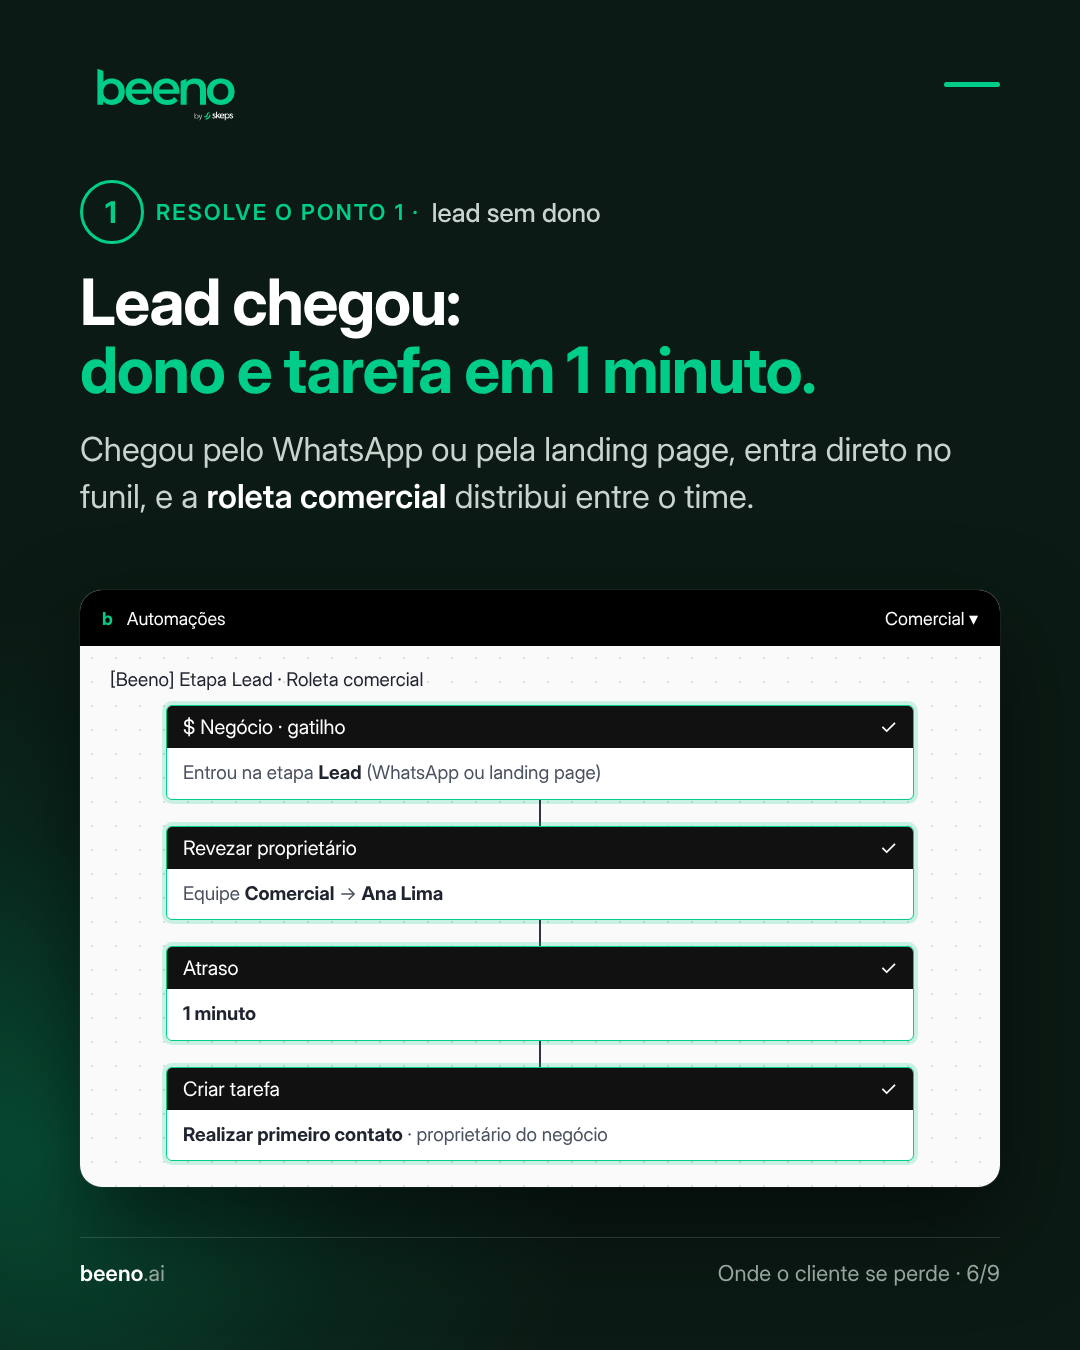 beeno
by skeps
1 RESOLVE O PONTO 1 · lead sem dono
Lead chegou:
dono e tarefa em 1 minuto.
Chegou pelo WhatsApp ou pela landing page, entra direto no
funil, e a roleta comercial distribui entre o time.
b Automações Comercial ▾
[Beeno] Etapa Lead · Roleta comercial
$ Negócio · gatilho ✓
Entrou na etapa Lead (WhatsApp ou landing page)
Revezar proprietário ✓
Equipe Comercial → Ana Lima
Atraso ✓
1 minuto
Criar tarefa ✓
Realizar primeiro contato · proprietário do negócio
beeno.ai Onde o cliente se perde · 6/9